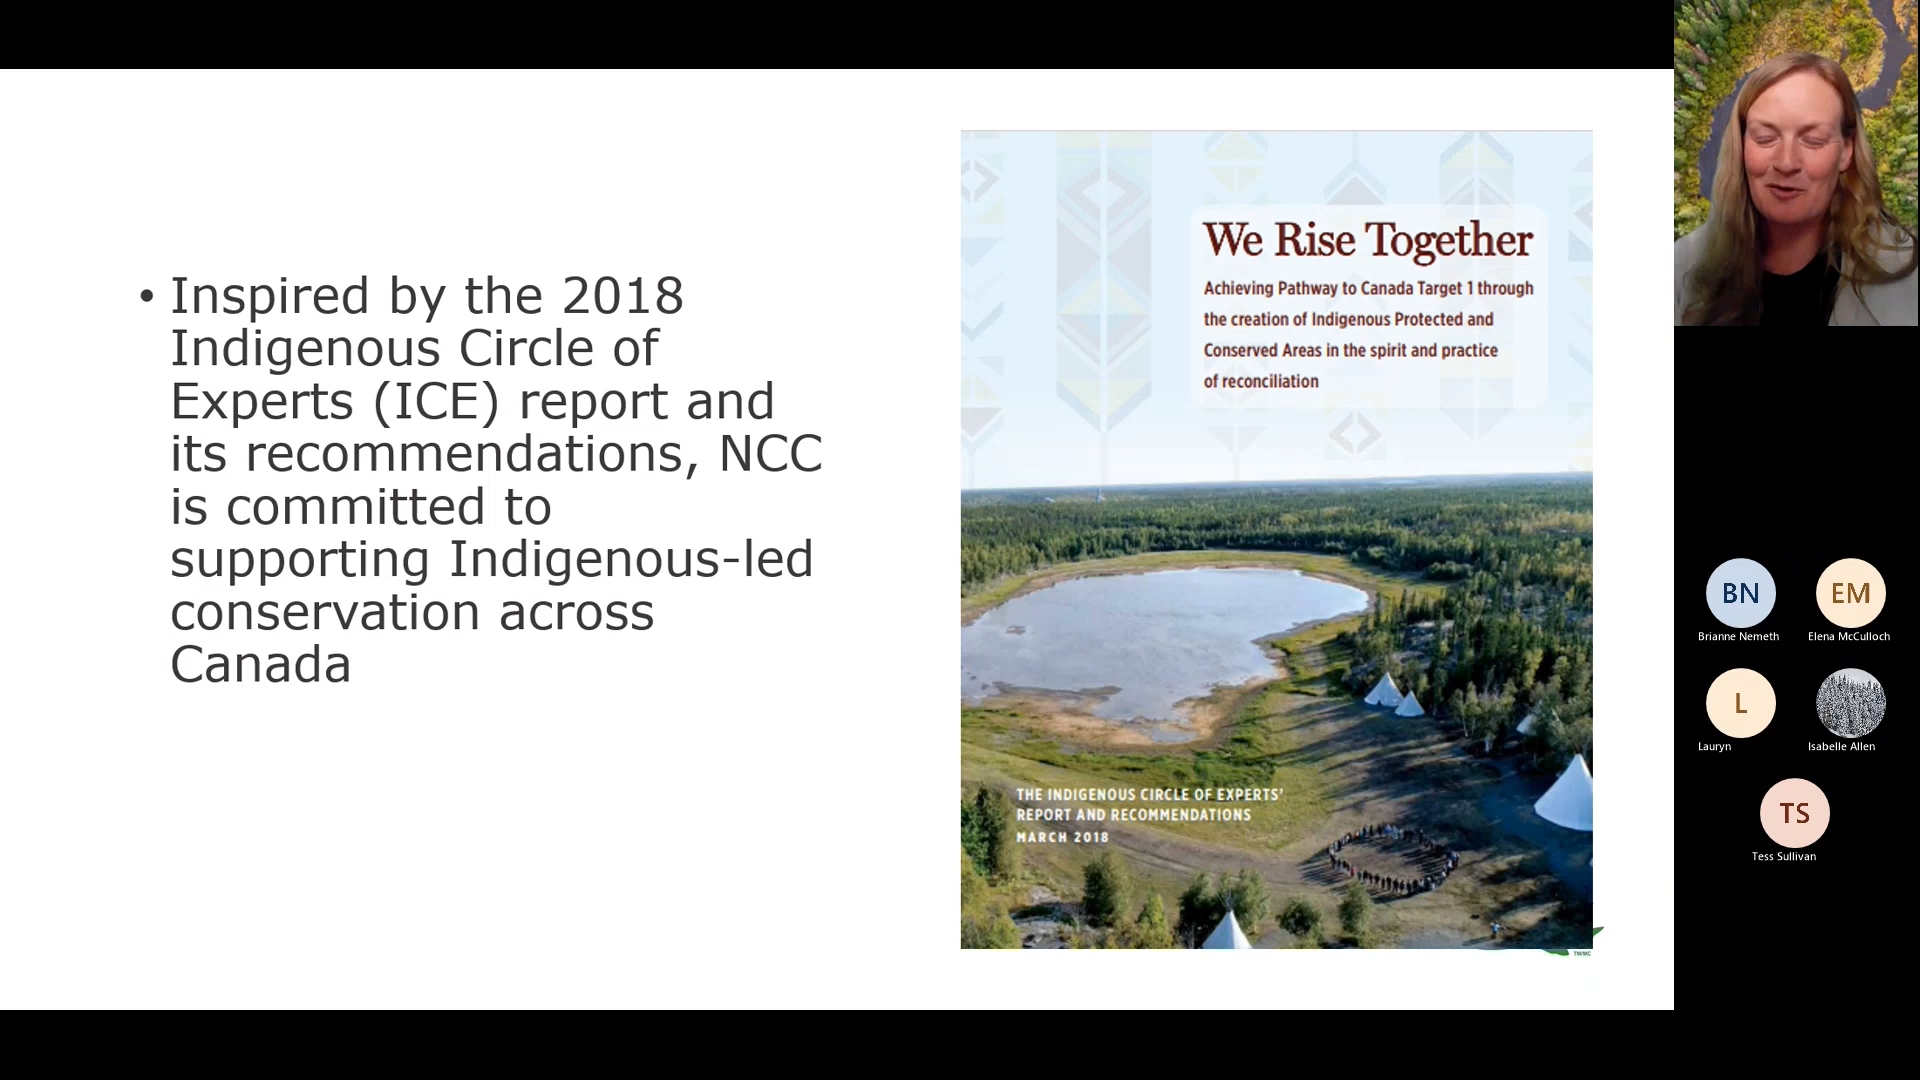 • Inspired by the 2018
Indigenous Circle of
Experts (ICE) report and
its recommendations, NCC
is committed to
supporting Indigenous-led
conservation across
Canada
We Rise Together
Achieving Pathway to Canada Target 1 through
the creation of Indigenous Protected and
Conserved Areas in the spirit and practice
of reconciliation
THE INDIGENOUS CIRCLE OF EXPERTS’
REPORT AND RECOMMENDATIONS
MARCH 2018
TM/MC
BN
Brianne Nemeth
EM
Elena McCulloch
L
Lauryn
Isabelle Allen
TS
Tess Sullivan